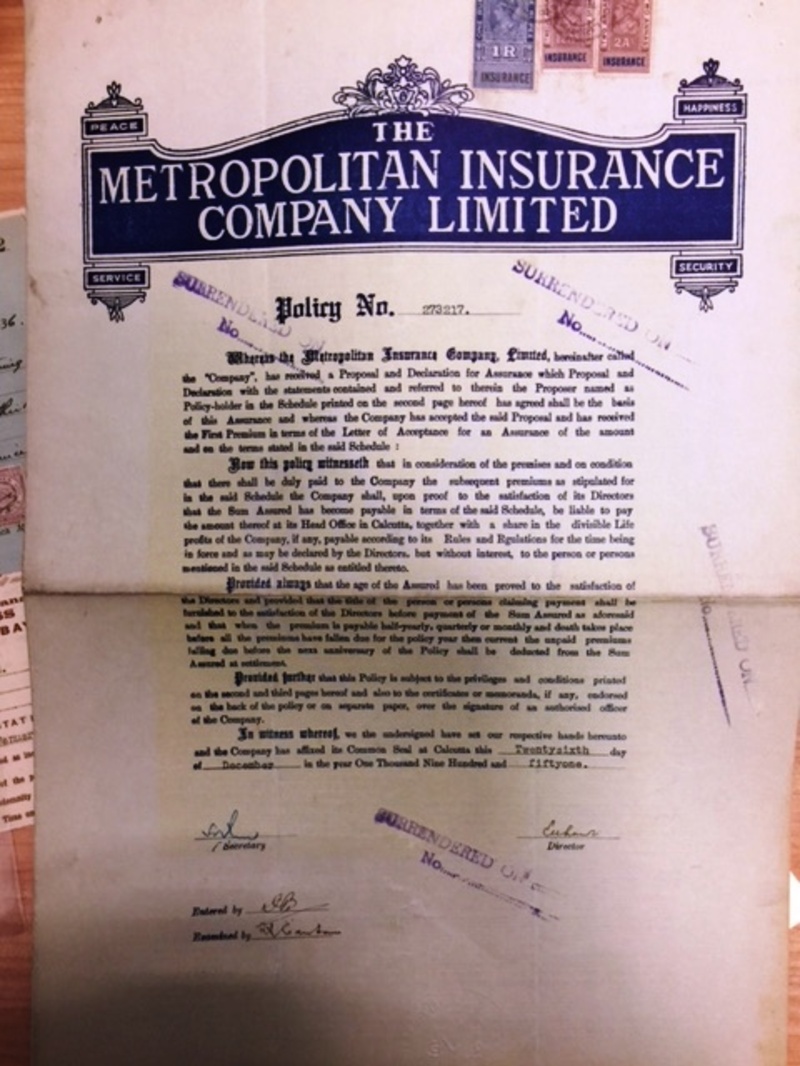 1R
INSURANCE
INSURANCE
2A
INSURANCE
PEACE
HAPPINESS
THE
METROPOLITAN INSURANCE
COMPANY LIMITED
SERVICE
SECURITY
SURRENDERED ON
No.
SURRENDERED ON
No.
Policy No. 273217.
Whereas the Metropolitan Insurance Company, Limited, hereinafter called
the "Company", has received a Proposal and Declaration for Assurance which Proposal and
Declaration with the statements contained and referred to therein the Proposer named as
Policy-holder in the Schedule printed on the second page hereof has agreed shall be the basis
of this Assurance and whereas the Company has accepted the said Proposal and has received
the First Premium in terms of the Letter of Acceptance for an Assurance of the amount
and on the terms stated in the said Schedule :
Now this policy witnesseth that in consideration of the premises and on condition
that there shall be duly paid to the Company the subsequent premiums as stipulated for
in the said Schedule the Company shall, upon proof to the satisfaction of its Directors
that the Sum Assured has become payable in terms of the said Schedule, be liable to pay
the amount thereof at its Head Office in Calcutta, together with a share in the divisible Life
profits of the Company, if any, payable according to its Rules and Rgulations for the time being
in force and as may be declared by the Directors, but without interest, to the person or persons
mentioned in the said Schedule as entitled thereto.
Provided always that the age of the Assured has been proved to the satisfaction of
the Directors and provided that the title of the person or persons claiming payment shall be
furnished to the satisfaction of the Directors before payment of the Sum Assured as aforesaid
and that when the premium is payable half-yearly, quarterly or monthly and death takes place
before all the premiums have fallen due for the policy year then current the unpaid premiums
falling due before the next anniversary of the Policy shall be deducted from the Sum
Assured at settlement.
Provided further that this Policy is subject to the privileges and conditions printed
on the second and third pages hereof and also to the certificates or memoranda, if any, endorsed
on the back of the policy or on separate paper, over the signature of an authorised officer
of the Company.
In witness whereof, we the undersigned have set our respective hands hereunto
and the Company has affixed its Common Seal at Calcutta this Twentysixth day
of December in the year One Thousand Nine Hundred and fiftyone.
SURRENDERED ON
No.
Secretary
Director
SURRENDERED ON
No.
Entered by
Examined by
36.